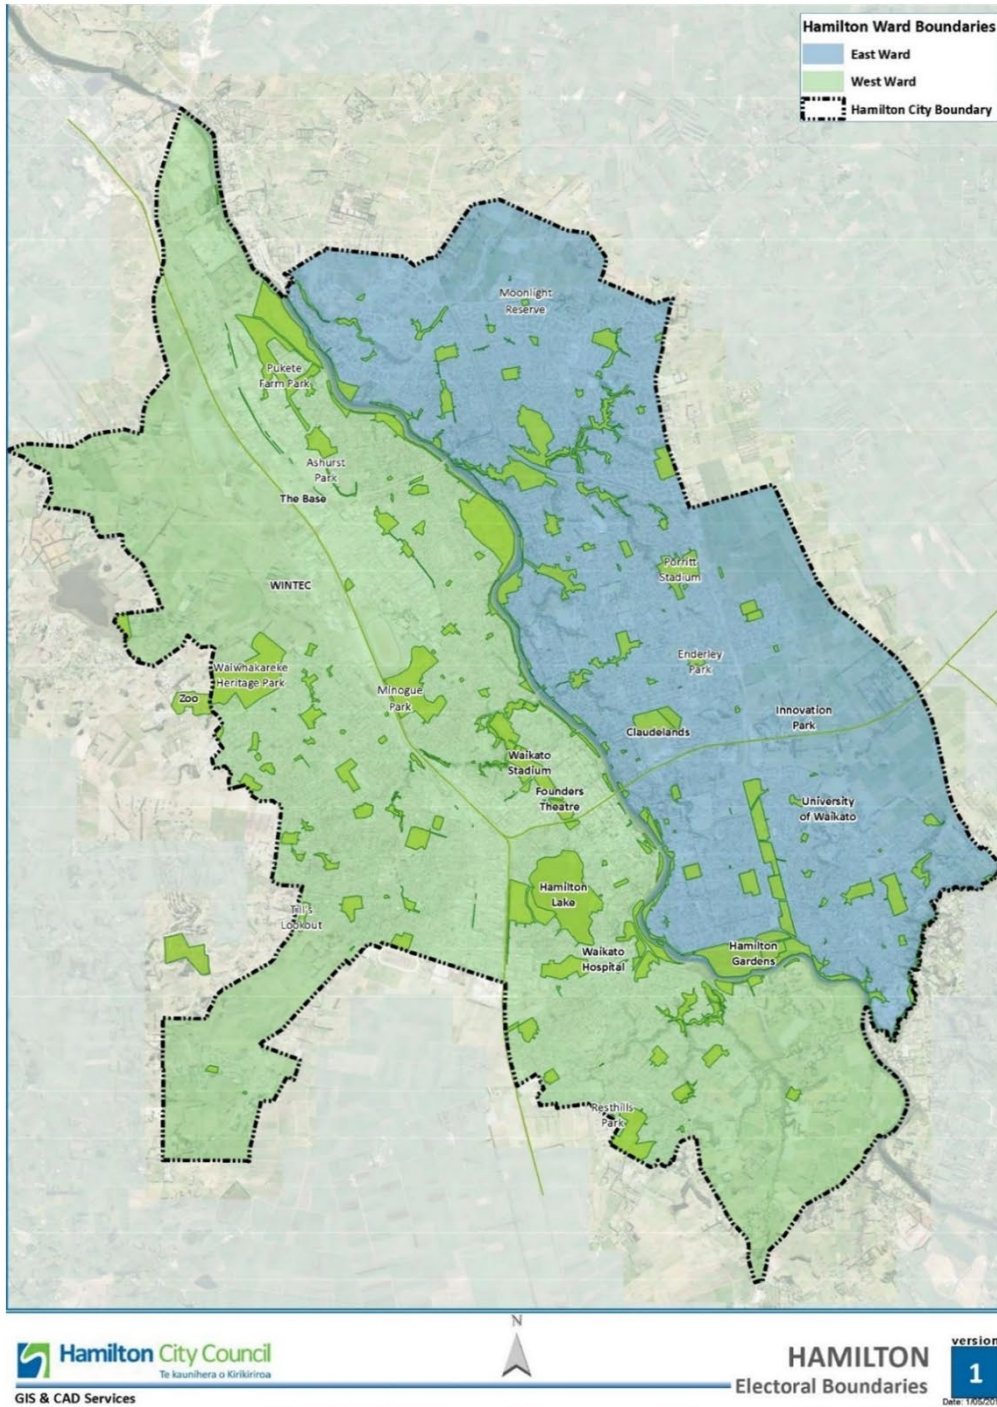 Hamilton Ward Boundaries
East Ward
West Ward
Hamilton City Boundary
Moonlight
Reserve
Pukete
Farm Park
Ashurst
Park
The Base
WINTEC
Porritt
Stadium
Enderley
Park
Waiwhakareke
Heritage Park
Zoo
Minogue
Park
Innovation
Park
Claudelands
Waikato
Stadium
Founders
Theatre
University
of Waikato
Hamilton
Lake
Till's
Lookout
Waikato
Hospital
Hamilton
Gardens
Resthills
Park
N
Hamilton City Council
Te kaunihera o Kirikiriroa
GIS & CAD Services
HAMILTON
Electoral Boundaries
version
1